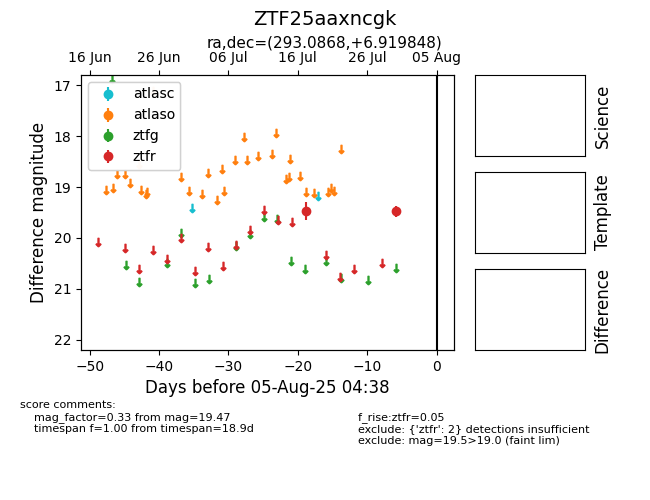 ZTF25aaxncgk
ra,dec=(293.0868,+6.919848)
16 Jun 26 Jun 06 Jul 16 Jul 26 Jul 05 Aug
17
18
19
20
21
22
Difference magnitude
atlasc
atlaso
ztfg
ztfr
−50 −40 −30 −20 −10 0
Days before 05-Aug-25 04:38
Science
Template
Difference
score comments:
mag_factor=0.33 from mag=19.47
timespan f=1.00 from timespan=18.9d
f_rise:ztfr=0.05
exclude: {'ztfr': 2} detections insufficient
exclude: mag=19.5>19.0 (faint lim)